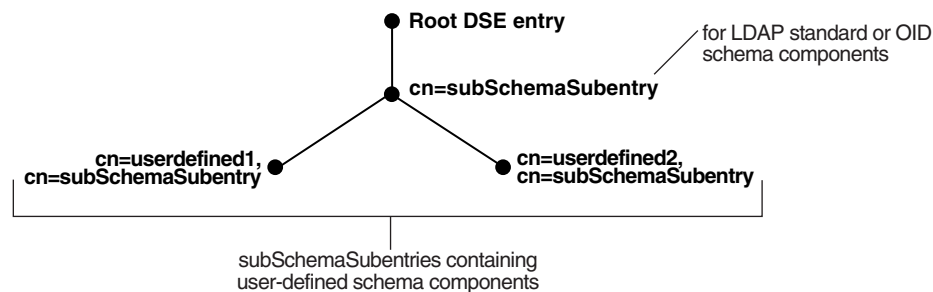 Root DSE entry
for LDAP standard or OID
schema components
cn=subSchemaSubentry
cn=userdefined1,
cn=subSchemaSubentry
cn=userdefined2,
cn=subSchemaSubentry
subSchemaSubentries containing
user-defined schema components